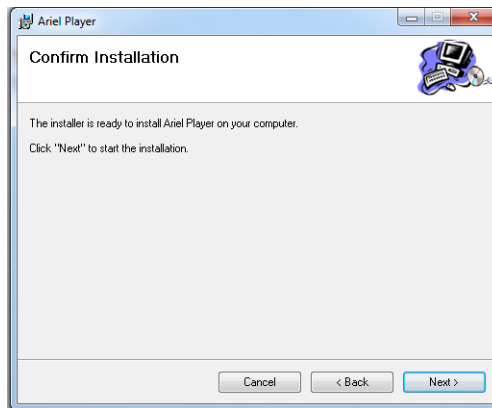 Ariel Player
Confirm Installation
The installer is ready to install Ariel Player on your computer.
Click "Next" to start the installation.
Cancel
< Back
Next >